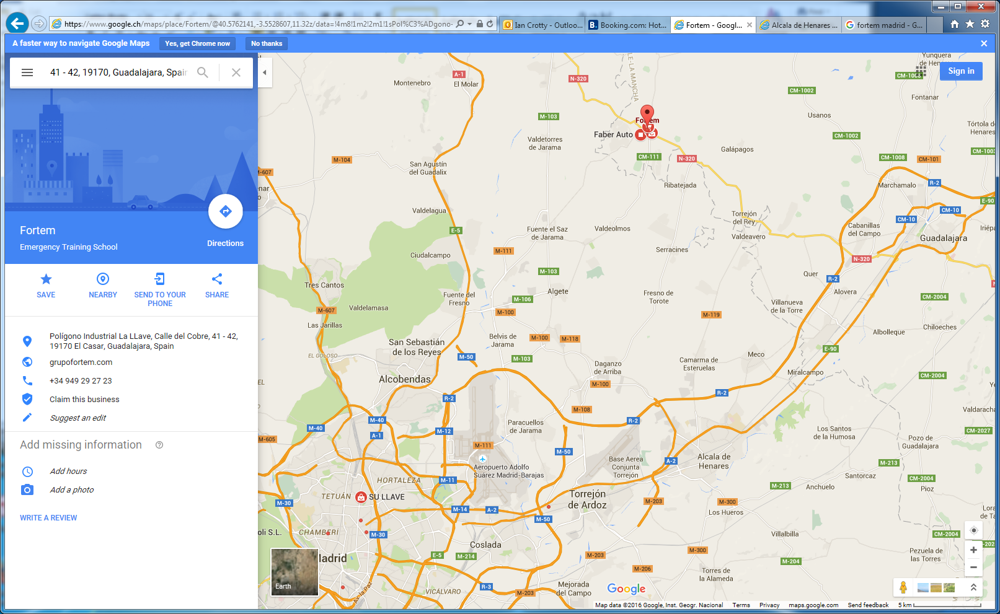 https://www.google.ch/maps/place/Fortem/@40.5762141,-3.5528607,11.32z/data=!4m8!1m2!2m1!1sPol%C3%ADgono-
Ian Crotty - Outloo...
Booking.com: Hot...
Fortem - Googl...
Alcala de Henares ...
fortem madrid - G...
A faster way to navigate Google Maps
Yes, get Chrome now
No thanks
41 - 42, 19170, Guadalajara, Spain
Sign in
Fortem
Emergency Training School
Directions
SAVE
NEARBY
SEND TO YOUR
PHONE
SHARE
Polígono Industrial La LLave, Calle del Cobre, 41 - 42,
19170 El Casar, Guadalajara, Spain
grupofortem.com
+34 949 29 27 23
Claim this business
Suggest an edit
Add missing information
Add hours
Add a photo
WRITE A REVIEW
Earth
Yunquera
de Hen
CM-1008
A-1
El Molar
Montenebro
N-320
LE-LA MANCHA
CM-1002
Fontanar
M-103
Usanos
Fortem
Faber Auto
Tórtola d
Henares
CM-1002
Valdetorres
de Jarama
Galápagos
CM-1003
M-104
CM-111
N-320
CM-1008
CM-101
San Agustín
del Guadalix
M-607
Ribatejada
Marchamalo
R-2
E-90
Valdelagua
Torrejón
del Rey
CM-10
CM-10
Cabanillas
del Campo
Iriépa
E-5
Fuente el Saz
de Jarama
Valdeolmos
Valdeavero
Guadalajara
M-111
Serracines
Ciudalcampo
N-320
M-103
Quer
R-2
Tres Cantos
Algete
Alovera
Fuente del
Fresno
M-106
Fresno de
Torote
CM-2004
Valdelamasa
M-607
M-100
M-119
Villanueva
de la Torre
Las Jarillas
Chiloeches
San Sebastián
de los Reyes
Belvis de
Jarama
M-100
M-118
Albolleque
EL GOLOSO
M-50
M-103
Daganzo
de Arriba
Camarma de
Esteruelas
Meco
E-90
Alcobendas
Miralcampo
CM-2004
M-100
R-2
R-2
M-108
Valdaracha
M-40
M-40
A-1
M-12
Paracuellos
de Jarama
R-2
Los Santos
de la Humosa
CM-2027
M-605
M-111
M-50
Pozo de
Guadalajara
Aeropuerto Adolfo
Suárez Madrid-Barajas
Base Aerea
Conjunta
Torrejón
A-2
Alcala de
Henares
M-213
HORTALEZA
M-11
Santorcaz
CM-2004
Pioz
M-213
Anchuelo
TETUÁN
SU LLAVE
Torrejón
de Ardoz
M-203
M-300
M-30
M-14
A-2
M-50
Los Hueros
oli S.L.
CHAMBERÍ
M-30
Villalbilla
CM-2004
Coslada
M-300
Pezuela de
las Torres
E-5
M-214
M-203
M-204
Madrid
M-206
Torres de
la Alameda
R-3
Mejorada
del Campo
VICÁLVARO
M-203
Av. la Paz
Google
Map data ©2016 Google, Inst. Geogr. Nacional
Terms
Privacy
maps.google.com
Send feedback
5 km